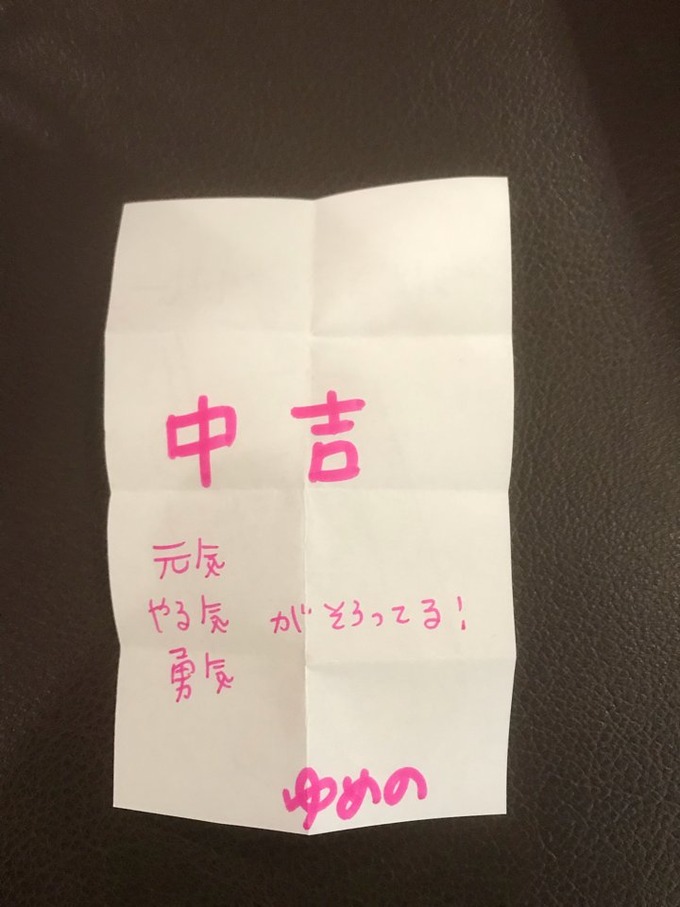 中吉
元気
やる気 がそろってる!
勇気
ゆめの